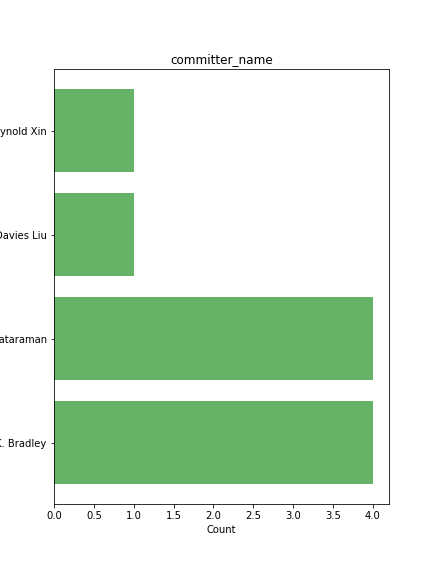 committer_name
ynold Xin
Davies Liu
ataraman
K. Bradley
0.0 0.5 1.0 1.5 2.0 2.5 3.0 3.5 4.0
Count